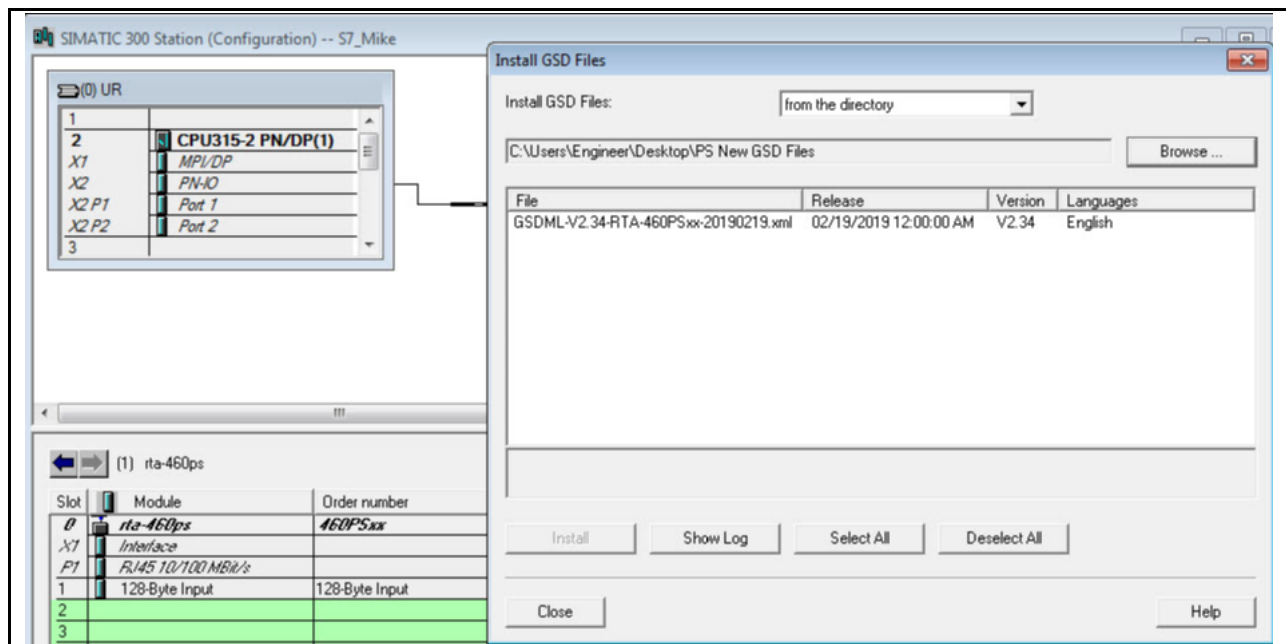 SIMATIC 300 Station (Configuration) -- S7_Mike
(0) UR
1
2 CPU315-2 PN/DP(1)
X1 MPI/DP
X2 PN-IO
X2 P1 Port 1
X2 P2 Port 2
3
(1) rta-460ps
Slot Module Order number
0 rta-460ps 460PSxx
X1 Interface
P1 RJ45 10/100 MBit/s
1 128-Byte Input 128-Byte Input
2
3
Install GSD Files
Install GSD Files: from the directory
C:\Users\Engineer\Desktop\PS New GSD Files Browse ...
File Release Version Languages
GSDML-V2.34-RTA-460PSxx-20190219.xml 02/19/2019 12:00:00 AM V2.34 English
Install Show Log Select All Deselect All
Close Help